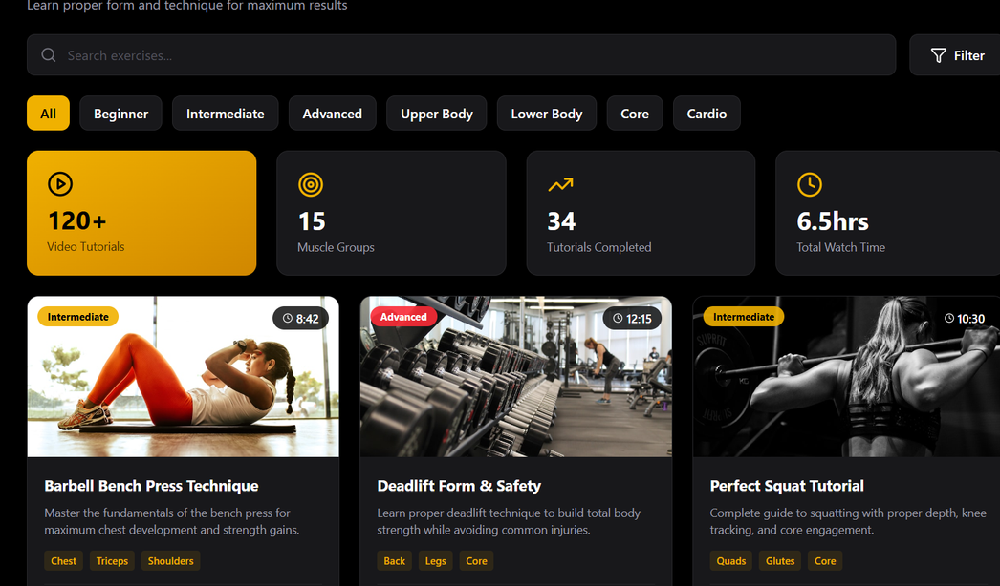 Learn proper form and technique for maximum results
Search exercises...
Filter
All
Beginner
Intermediate
Advanced
Upper Body
Lower Body
Core
Cardio
120+
Video Tutorials
15
Muscle Groups
34
Tutorials Completed
6.5hrs
Total Watch Time
Intermediate
8:42
Barbell Bench Press Technique
Master the fundamentals of the bench press for
maximum chest development and strength gains.
Chest
Triceps
Shoulders
Advanced
12:15
Deadlift Form & Safety
Learn proper deadlift technique to build total body
strength while avoiding common injuries.
Back
Legs
Core
Intermediate
10:30
SUPRFIT
Perfect Squat Tutorial
Complete guide to squatting with proper depth, knee
tracking, and core engagement.
Quads
Glutes
Core